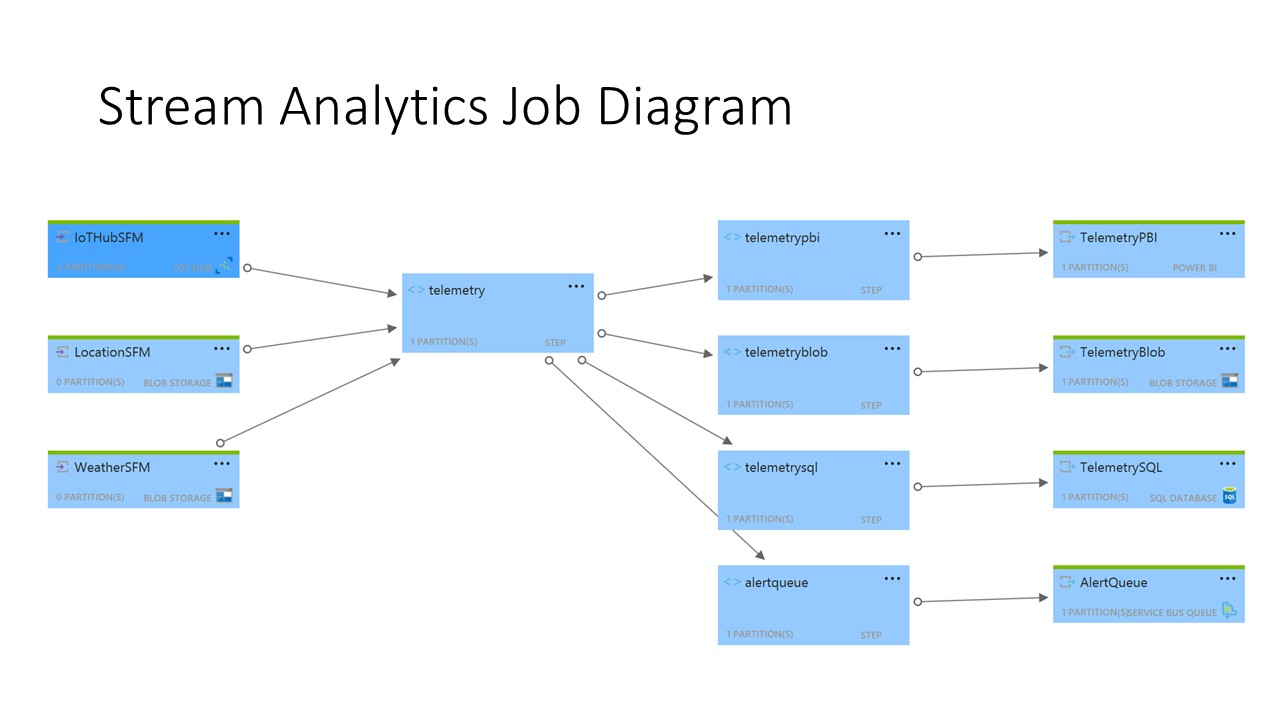 Stream Analytics Job Diagram
IoTHubSFM
4 PARTITION(S) IOT HUB
LocationSFM
0 PARTITION(S) BLOB STORAGE
WeatherSFM
0 PARTITION(S) BLOB STORAGE
<> telemetry
1 PARTITION(S) STEP
<> telemetrypbi
1 PARTITION(S) STEP
<> telemetryblob
1 PARTITION(S) STEP
<> telemetrysql
1 PARTITION(S) STEP
<> alertqueue
1 PARTITION(S) STEP
TelemetryPBI
1 PARTITION(S) POWER BI
TelemetryBlob
1 PARTITION(S) BLOB STORAGE
TelemetrySQL
1 PARTITION(S) SQL DATABASE SQL
AlertQueue
1 PARTITION(S) SERVICE BUS QUEUE